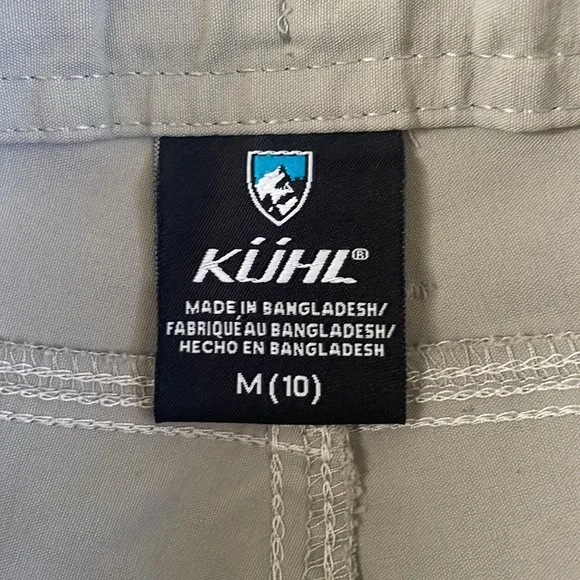 KÜHL®
MADE IN BANGLADESH/
FABRIQUÉ AU BANGLADESH/
HECHO EN BANGLADESH
M (10)